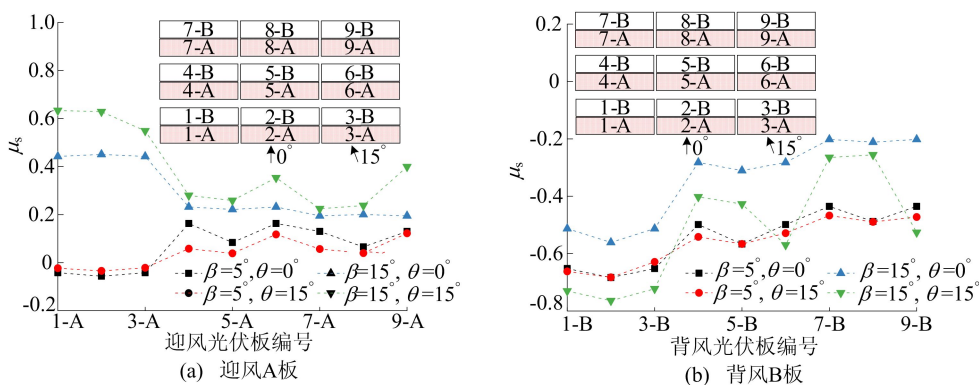 1.0
0.8
0.6
0.4
0.2
0
-0.2
μs
7-B 8-B 9-B
7-A 8-A 9-A
4-B 5-B 6-B
4-A 5-A 6-A
1-B 2-B 3-B
1-A 2-A 3-A
0° 15°
β=5°, θ=0° β=15°, θ=0°
β=5°, θ=15° β=15°, θ=15°
1-A 3-A 5-A 7-A 9-A
迎风光伏板编号
(a) 迎风A板
0.2
0
-0.2
-0.4
-0.6
-0.8
μs
7-B 8-B 9-B
7-A 8-A 9-A
4-B 5-B 6-B
4-A 5-A 6-A
1-B 2-B 3-B
1-A 2-A 3-A
0° 15°
β=5°, θ=0° β=15°, θ=0°
β=5°, θ=15° β=15°, θ=15°
1-B 3-B 5-B 7-B 9-B
背风光伏板编号
(b) 背风B板